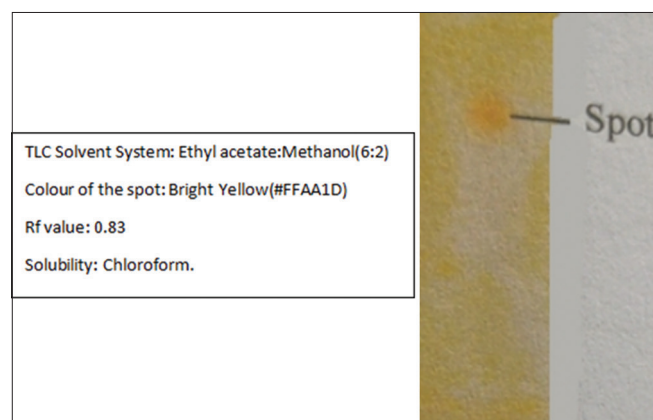 TLC Solvent System: Ethyl acetate:Methanol(6:2)
Colour of the spot: Bright Yellow(#FFAA1D)
Rf value: 0.83
Solubility: Chloroform.
Spot